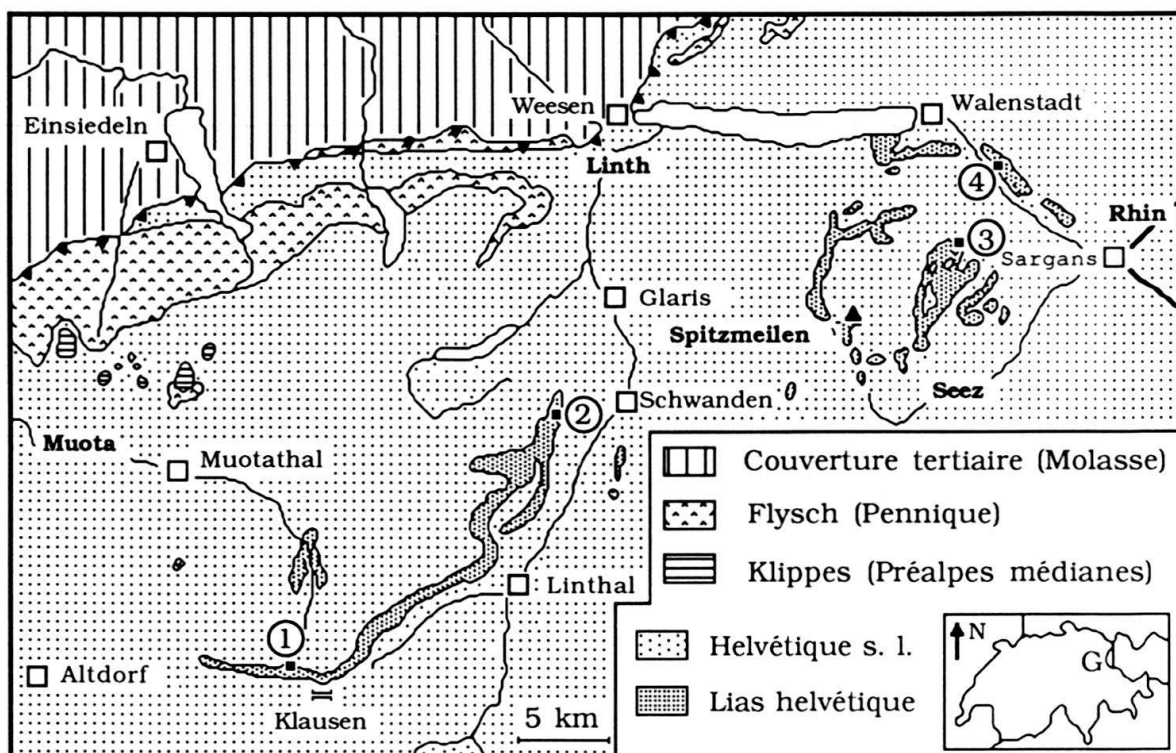 Weesen
Walenstadt
Einsiedeln
Linth
④
Rhin
③
Sargans
Glaris
Spitzmeilen
Seez
Schwanden
②
Muota
Muotathal
Linthal
①
Altdorf
Klausen
5 km
Couverture tertiaire (Molasse)
Flysch (Pennique)
Klippes (Préalpes médianes)
Helvétique s. l.
Lias helvétique
N
G